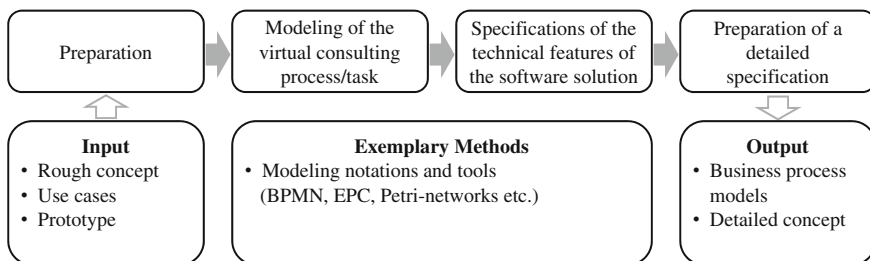 Preparation
Modeling of the
virtual consulting
process/task
Specifications of the
technical features of
the software solution
Preparation of a
detailed
specification
Input
• Rough concept
• Use cases
• Prototype
Exemplary Methods
• Modeling notations and tools
(BPMN, EPC, Petri-networks etc.)
Output
• Business process
models
• Detailed concept